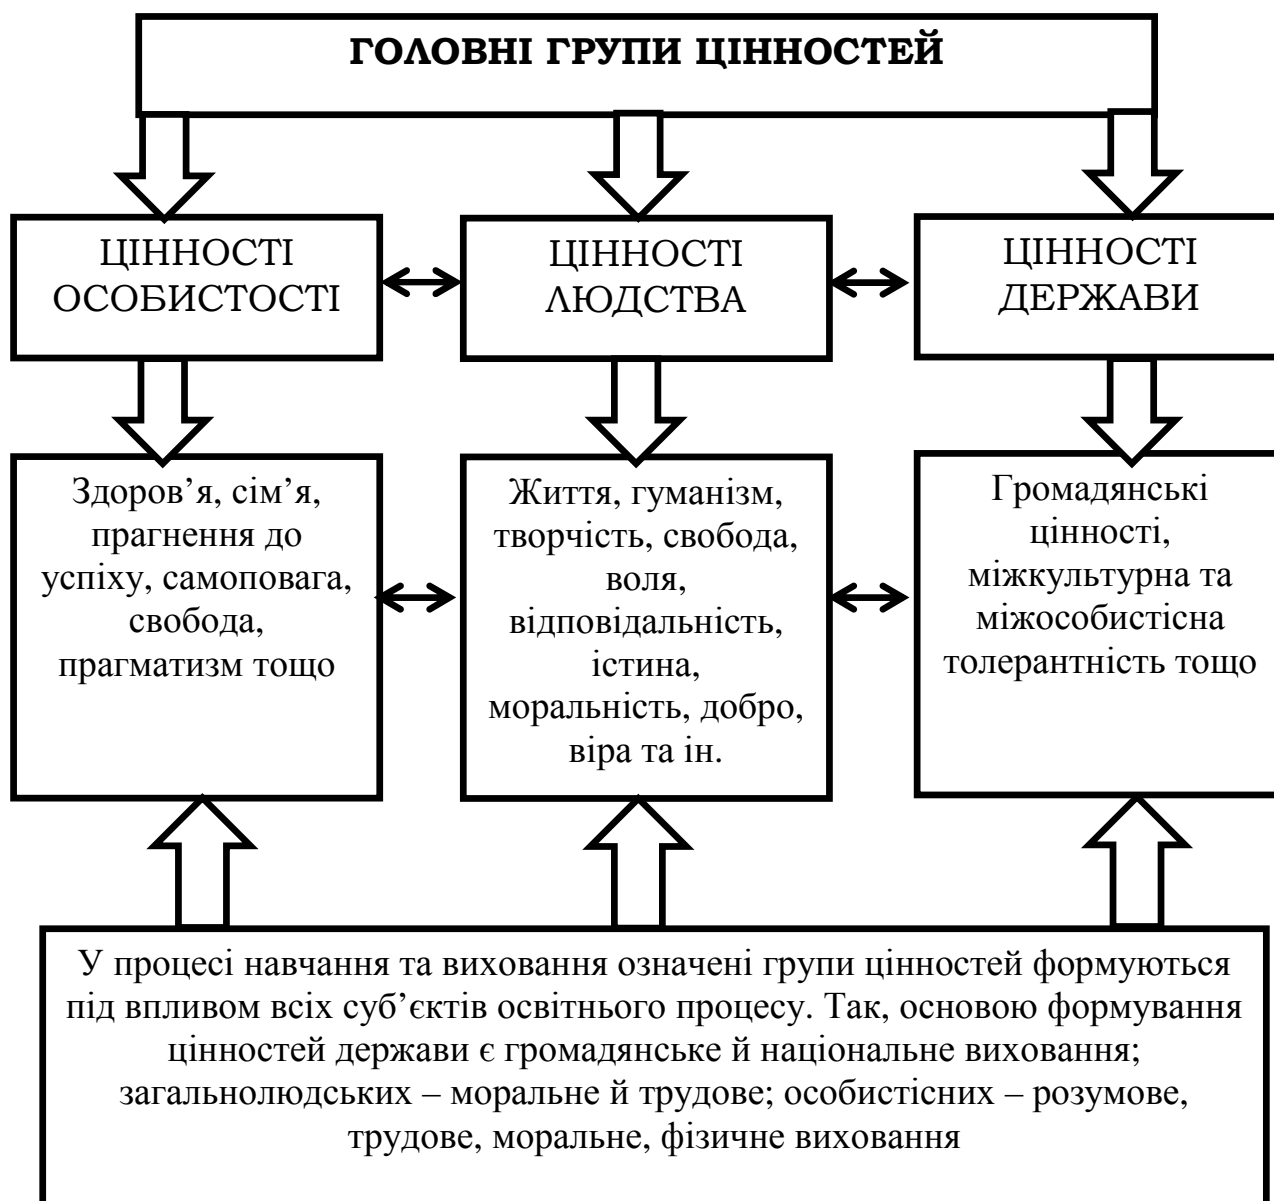 ГОЛОВНІ ГРУПИ ЦІННОСТЕЙ
ЦІННОСТІ
ОСОБИСТОСТІ
ЦІННОСТІ
ЛЮДСТВА
ЦІННОСТІ
ДЕРЖАВИ
Здоров’я, сім’я,
прагнення до
успіху, самоповага,
свобода,
прагматизм тощо
Життя, гуманізм,
творчість, свобода,
воля,
відповідальність,
істина,
моральність, добро,
віра та ін.
Громадянські
цінності,
міжкультурна та
міжособистісна
толерантність тощо
У процесі навчання та виховання означені групи цінностей формуються
під впливом всіх суб’єктів освітнього процесу. Так, основою формування
цінностей держави є громадянське й національне виховання;
загальнолюдських – моральне й трудове; особистісних – розумове,
трудове, моральне, фізичне виховання